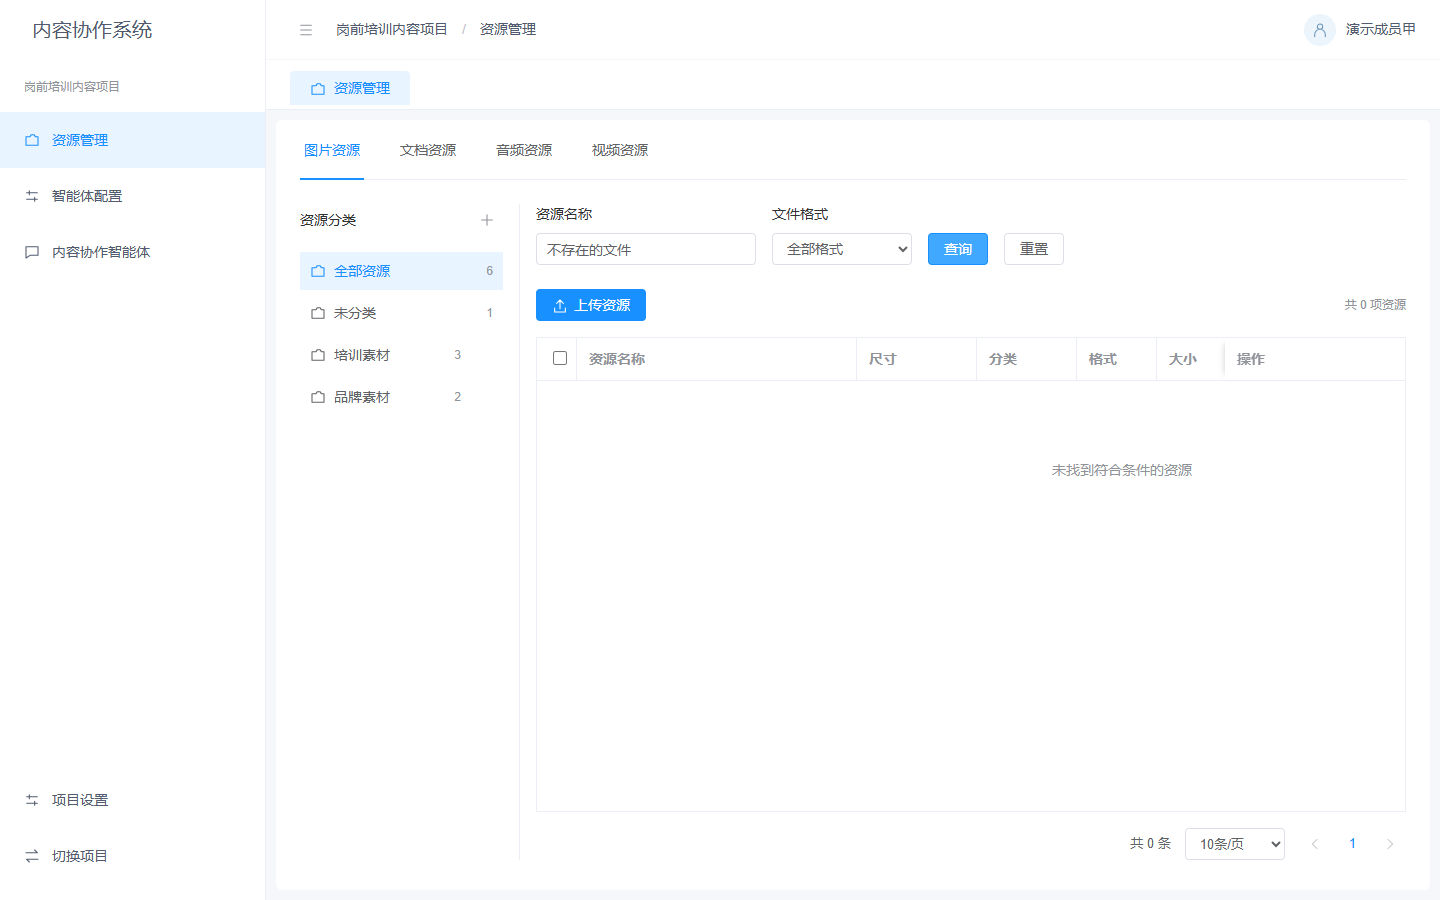 内容协作系统
岗前培训内容项目
资源管理
智能体配置
内容协作智能体
项目设置
切换项目
岗前培训内容项目 / 资源管理
演示成员甲
资源管理
图片资源 文档资源 音频资源 视频资源
资源分类
全部资源 6
未分类 1
培训素材 3
品牌素材 2
资源名称 文件格式
不存在的文件 全部格式 查询 重置
上传资源 共 0 项资源
资源名称 尺寸 分类 格式 大小 操作
未找到符合条件的资源
共 0 条 10条/页 1